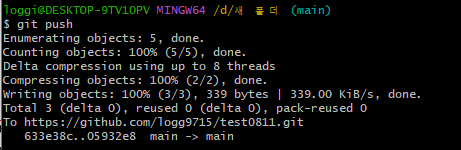 loggi@DESKTOP-9TV1OPV MINGW64 /d/새 폴더 (main)
$ git push
Enumerating objects: 5, done.
Counting objects: 100% (5/5), done.
Delta compression using up to 8 threads
Compressing objects: 100% (2/2), done.
Writing objects: 100% (3/3), 339 bytes | 339.00 KiB/s, done.
Total 3 (delta 0), reused 0 (delta 0), pack-reused 0
To https://github.com/logg9715/test0811.git
   633e38c..05932e8  main -> main